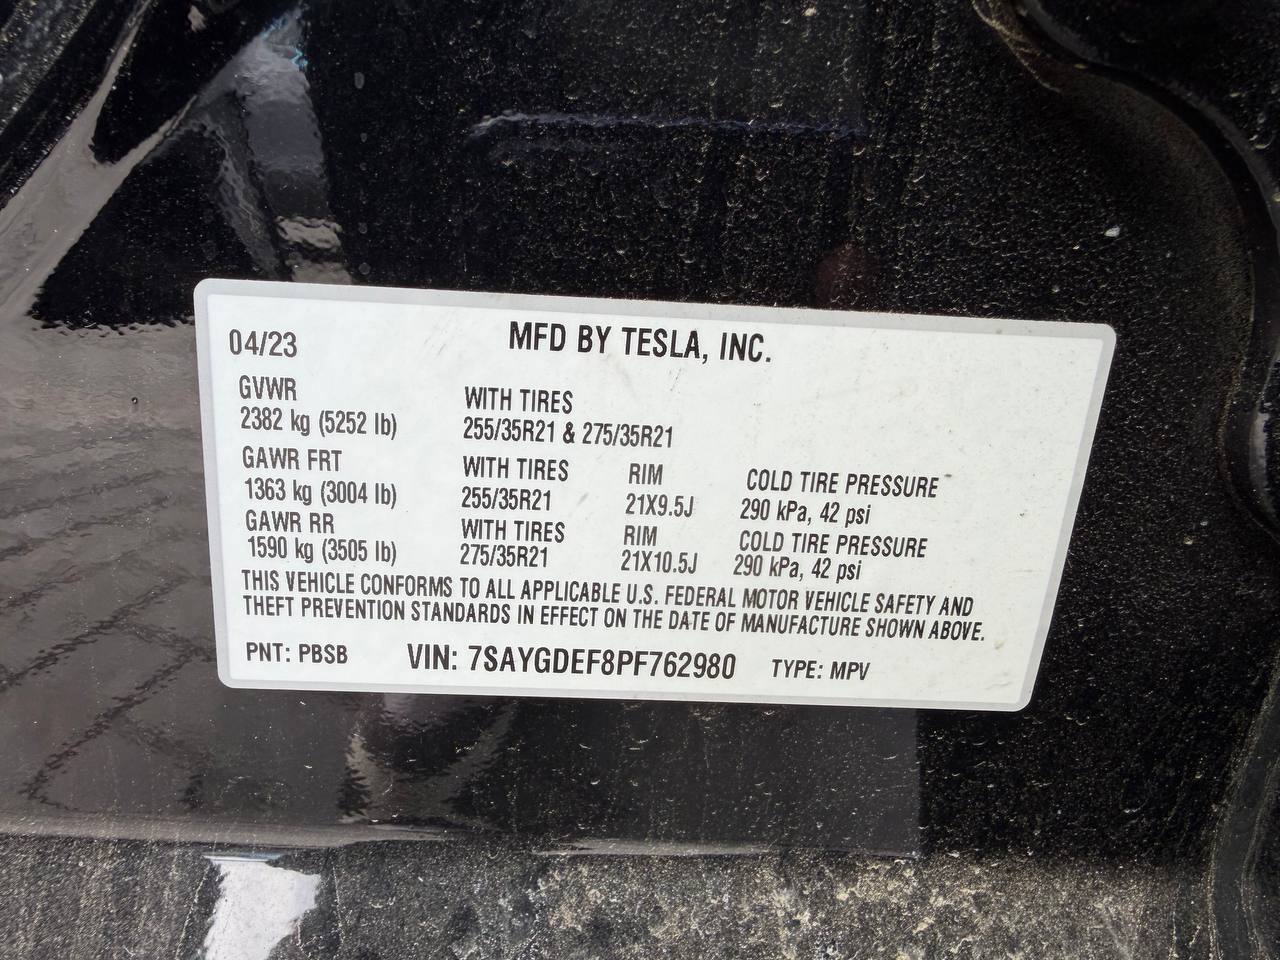 04/23 MFD BY TESLA, INC.
GVWR WITH TIRES
2382 kg (5252 lb) 255/35R21 & 275/35R21
GAWR FRT WITH TIRES RIM COLD TIRE PRESSURE
1363 kg (3004 lb) 255/35R21 21X9.5J 290 kPa, 42 psi
GAWR RR WITH TIRES RIM COLD TIRE PRESSURE
1590 kg (3505 lb) 275/35R21 21X10.5J 290 kPa, 42 psi
THIS VEHICLE CONFORMS TO ALL APPLICABLE U.S. FEDERAL MOTOR VEHICLE SAFETY AND
THEFT PREVENTION STANDARDS IN EFFECT ON THE DATE OF MANUFACTURE SHOWN ABOVE.
PNT: PBSB VIN: 7SAYGDEF8PF762980 TYPE: MPV